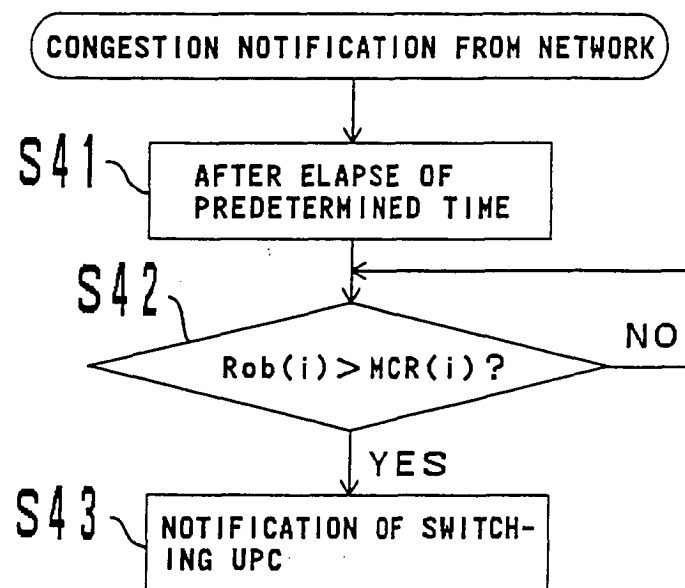 CONGESTION NOTIFICATION FROM NETWORK
S41
AFTER ELAPSE OF
PREDETERMINED TIME
S42
Rob(i)>MCR(i)?
NO
YES
S43
NOTIFICATION OF SWITCH-
ING UPC